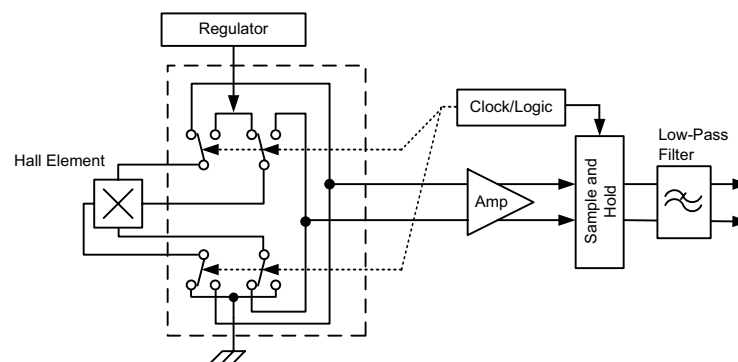 Regulator
Clock/Logic
Hall Element
Low-Pass
Filter
Amp
Sample and
Hold